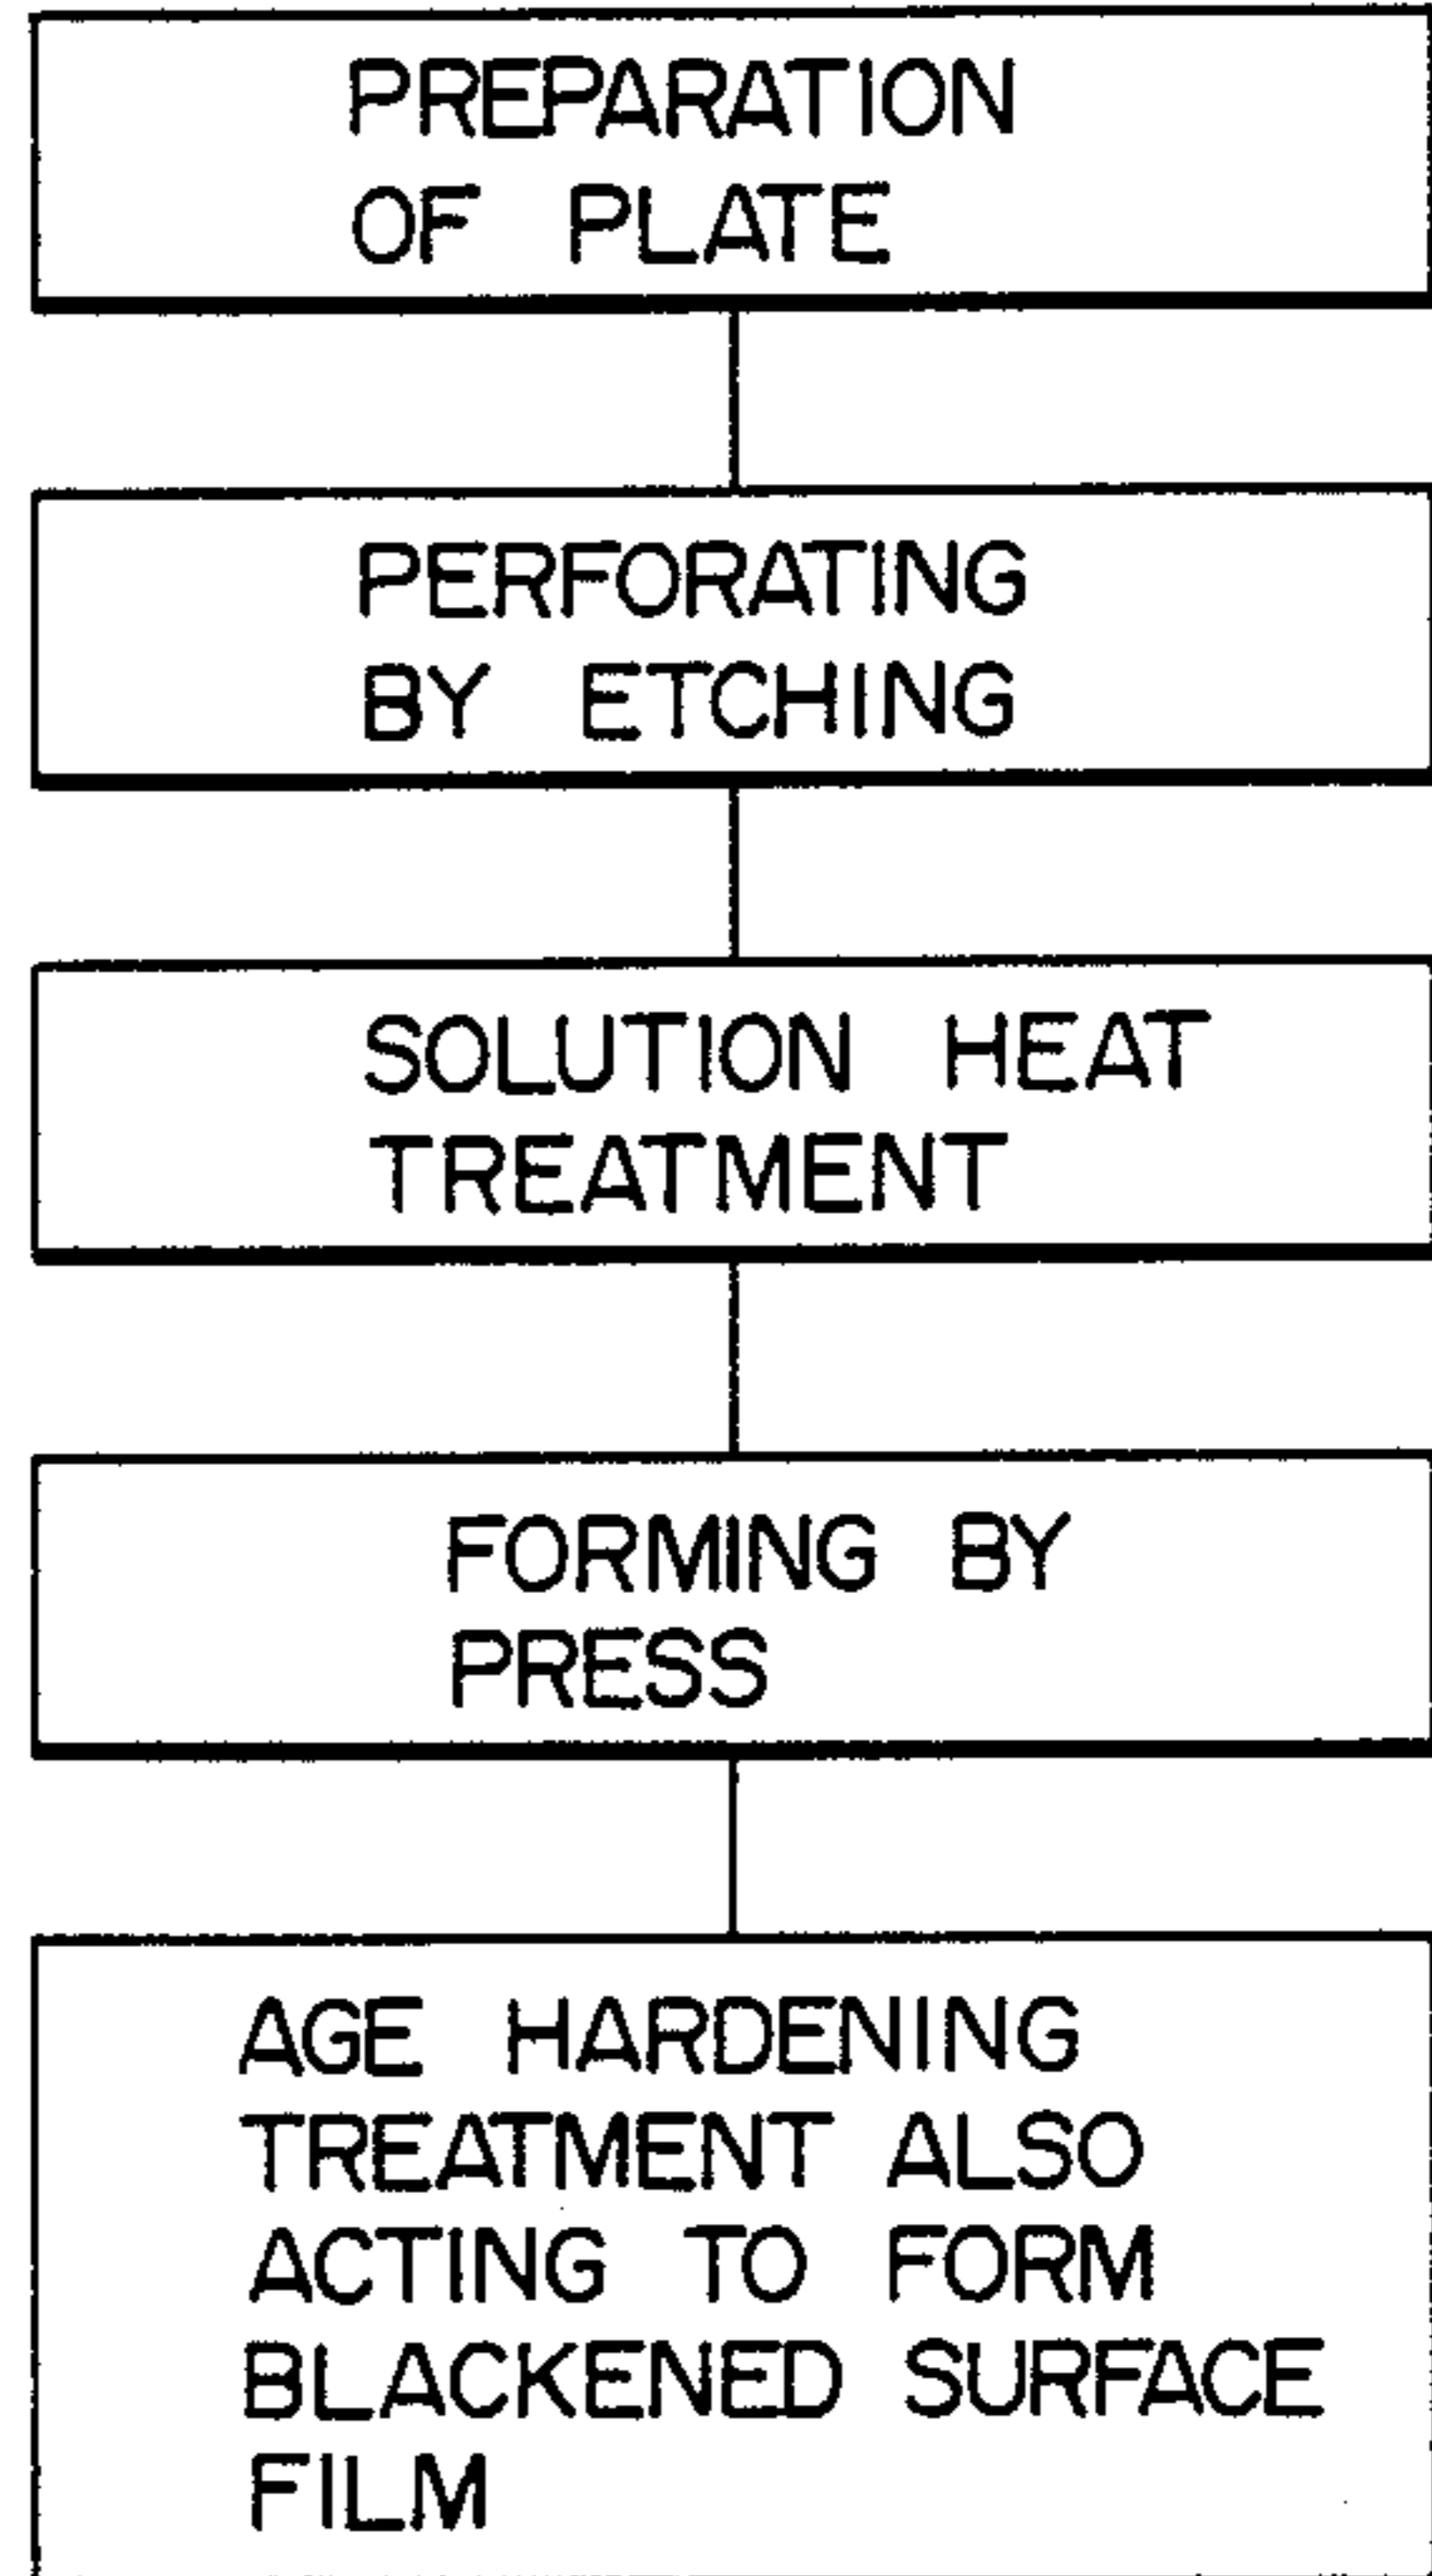 PREPARATION
OF PLATE
PERFORATING
BY ETCHING
SOLUTION HEAT
TREATMENT
FORMING BY
PRESS
AGE HARDENING
TREATMENT ALSO
ACTING TO FORM
BLACKENED SURFACE
FILM